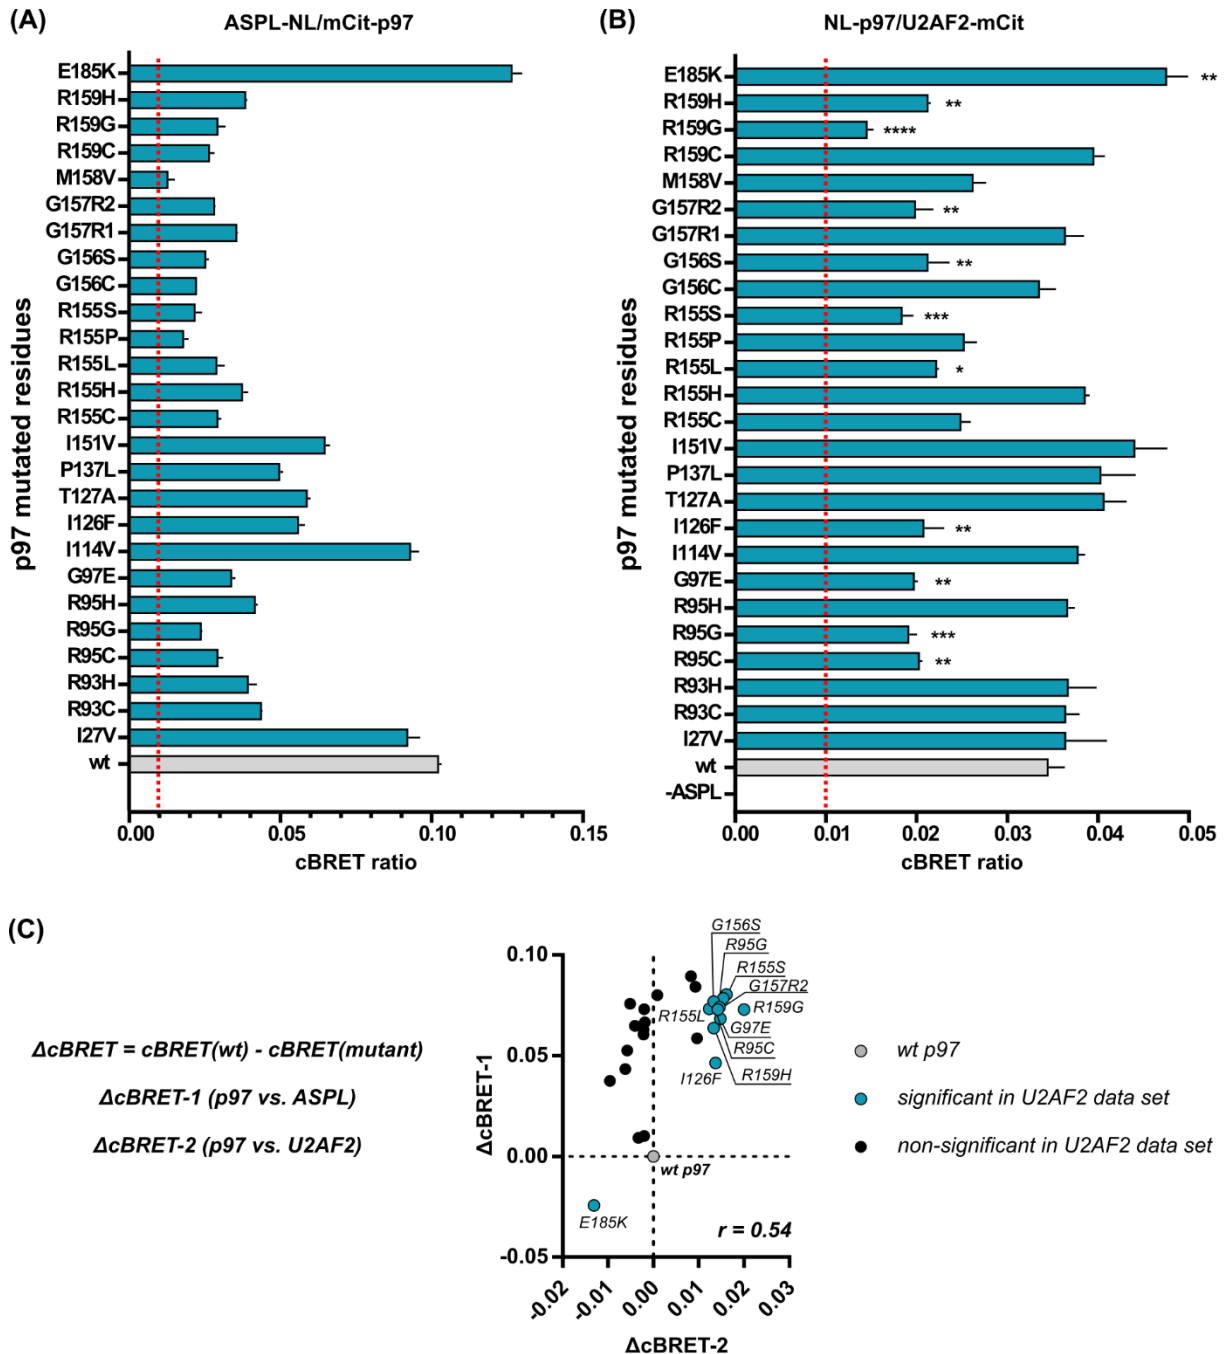 (A)
ASPL-NL/mCit-p97
p97 mutated residues
E185K
R159H
R159G
R159C
M158V
G157R2
G157R1
G156S
G156C
R155S
R155P
R155L
R155H
R155C
I151V
P137L
T127A
I126F
I114V
G97E
R95H
R95G
R95C
R93H
R93C
I27V
wt
0.00 0.05 0.10 0.15
cBRET ratio
(B)
NL-p97/U2AF2-mCit
p97 mutated residues
E185K **
R159H **
R159G ****
R159C
M158V
G157R2 **
G157R1
G156S **
G156C
R155S ***
R155P
R155L *
R155H
R155C
I151V
P137L
T127A
I126F **
I114V
G97E **
R95H
R95G ***
R95C **
R93H
R93C
I27V
wt
-ASPL
0.00 0.01 0.02 0.03 0.04 0.05
cBRET ratio
(C)
ΔcBRET = cBRET(wt) - cBRET(mutant)
ΔcBRET-1 (p97 vs. ASPL)
ΔcBRET-2 (p97 vs. U2AF2)
ΔcBRET-1
0.10
0.05
0.00
-0.05
G156S
R95G
R155S
G157R2
R155L
R159G
G97E
R95C
I126F
R159H
wt p97
E185K
r = 0.54
-0.02 -0.01 0.00 0.01 0.02 0.03
ΔcBRET-2
wt p97
significant in U2AF2 data set
non-significant in U2AF2 data set